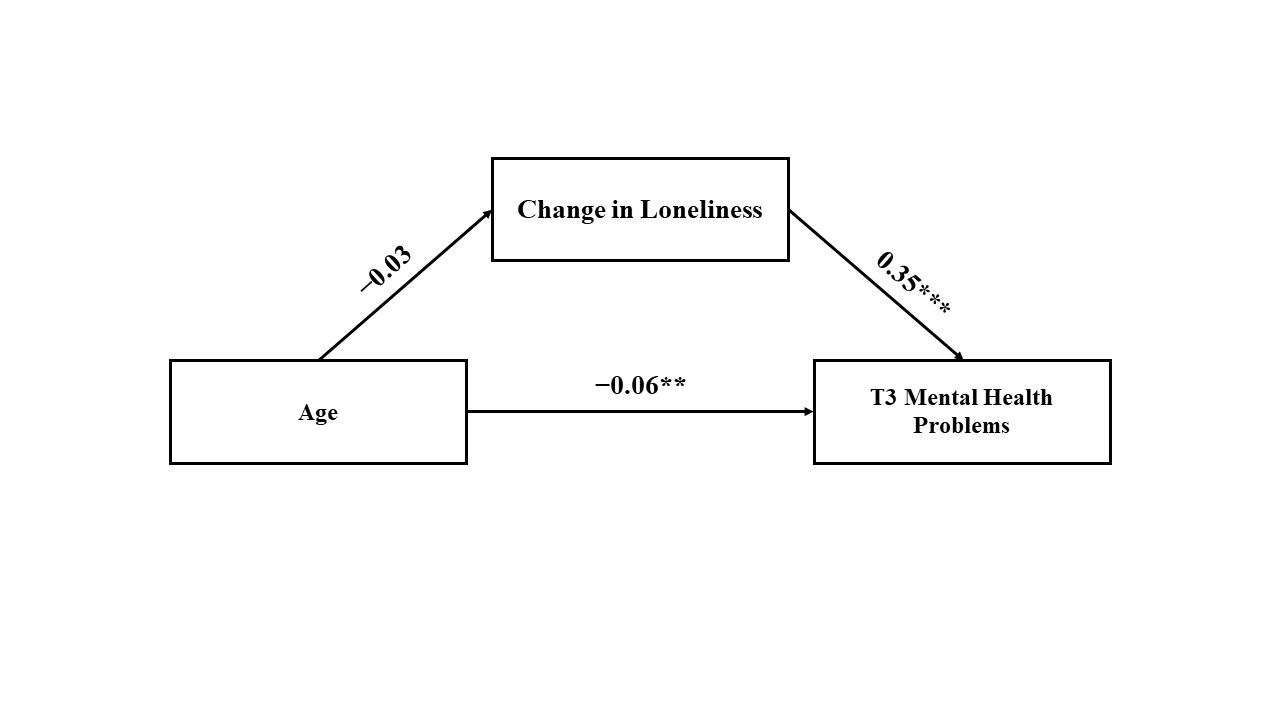 Change in Loneliness
−0.03
0.35***
−0.06**
Age
T3 Mental Health
Problems